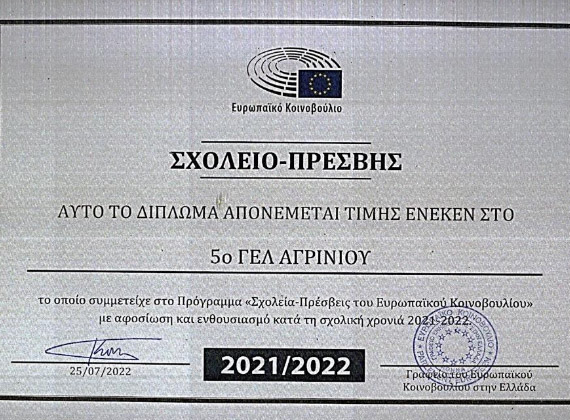 Ευρωπαϊκό Κοινοβούλιο
ΣΧΟΛΕΙΟ-ΠΡΕΣΒΗΣ
ΑΥΤΟ ΤΟ ΔΙΠΛΩΜΑ ΑΠΟΝΕΜΕΤΑΙ ΤΙΜΗΣ ΕΝΕΚΕΝ ΣΤΟ
5ο ΓΕΛ ΑΓΡΙΝΙΟΥ
το οποίο συμμετείχε στο Πρόγραμμα «Σχολεία-Πρέσβεις του Ευρωπαϊκού Κοινοβουλίου»
με αφοσίωση και ενθουσιασμό κατά τη σχολική χρονιά 2021-2022.
25/07/2022
2021/2022
Γραφείο του Ευρωπαϊκού
Κοινοβουλίου στην Ελλάδα